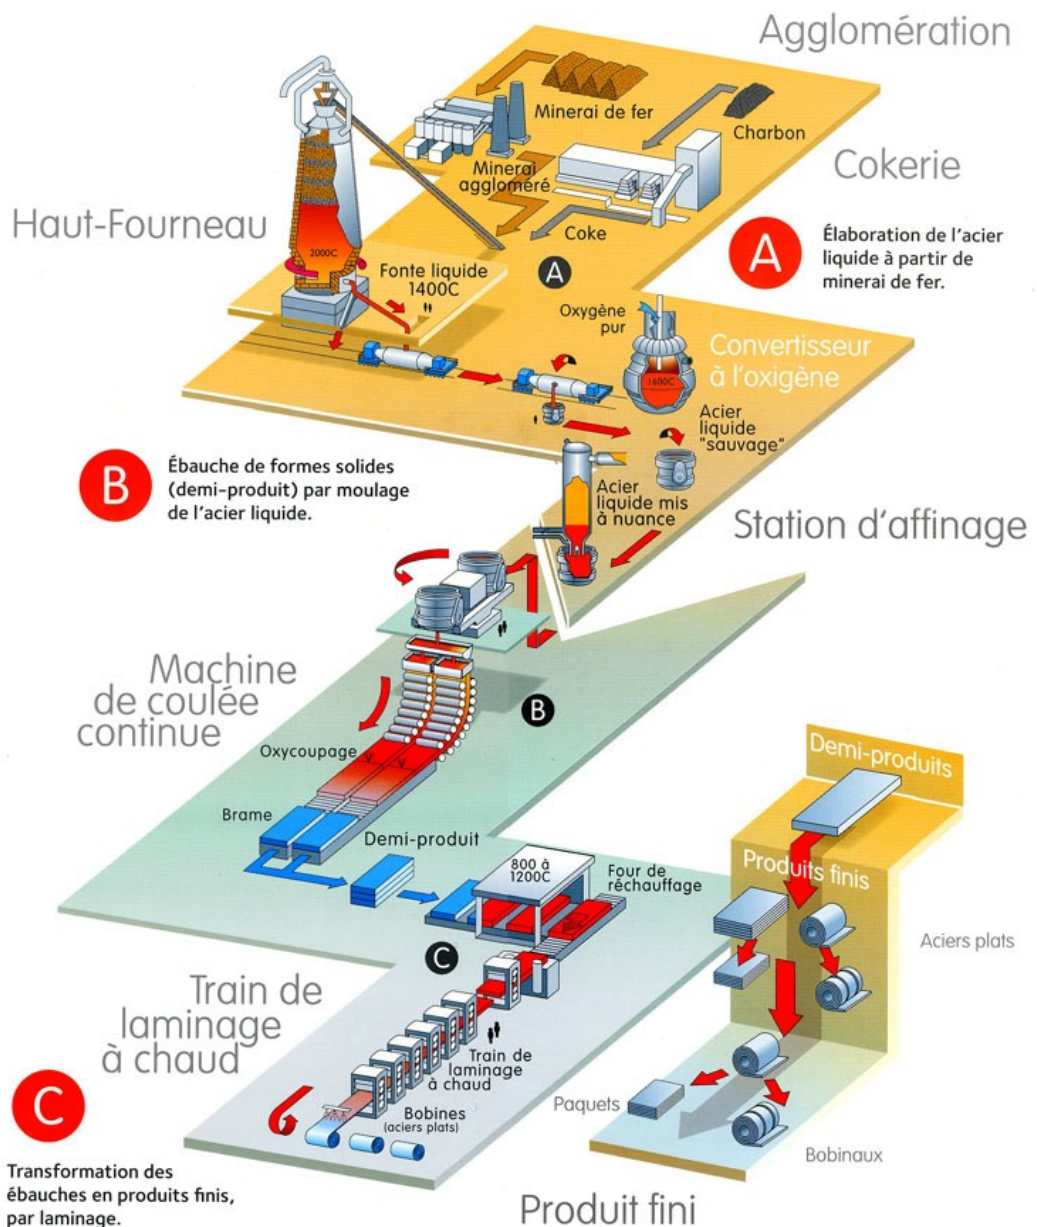 Agglomération
Minerai de fer
Charbon
Minerai
aggloméré
Cokerie
Haut-Fourneau
2000C
Coke
A
A
Élaboration de l'acier
liquide à partir de
minerai de fer.
Fonte liquide
1400C
Oxygène
pur
Convertisseur
à l'oxigène
1600C
Acier
liquide
"sauvage"
B
Ébauche de formes solides
(demi-produit) par moulage
de l'acier liquide.
Acier
liquide mis
à nuance
Station d'affinage
Machine
de coulée
continue
B
Oxycoupage
Brame
Demi-produit
800 à
1200C
Four de
réchauffage
Demi-produits
Produits finis
Aciers plats
C
Train de
laminage
à chaud
Train de
laminage
à chaud
Bobines
(aciers plats)
Paquets
Bobinaux
C
Transformation des
ébauches en produits finis,
par laminage.
Produit fini